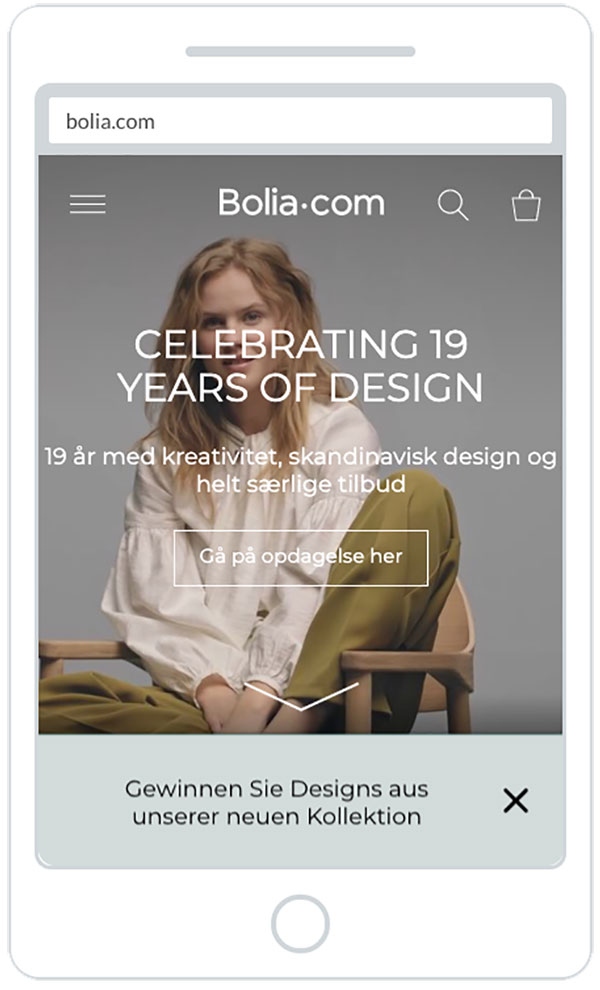 bolia.com
Bolia.com
CELEBRATING 19
YEARS OF DESIGN
19 år med kreativitet, skandinavisk design og
helt særlige tilbud
Gå på opdagelse her
Gewinnen Sie Designs aus
unserer neuen Kollektion